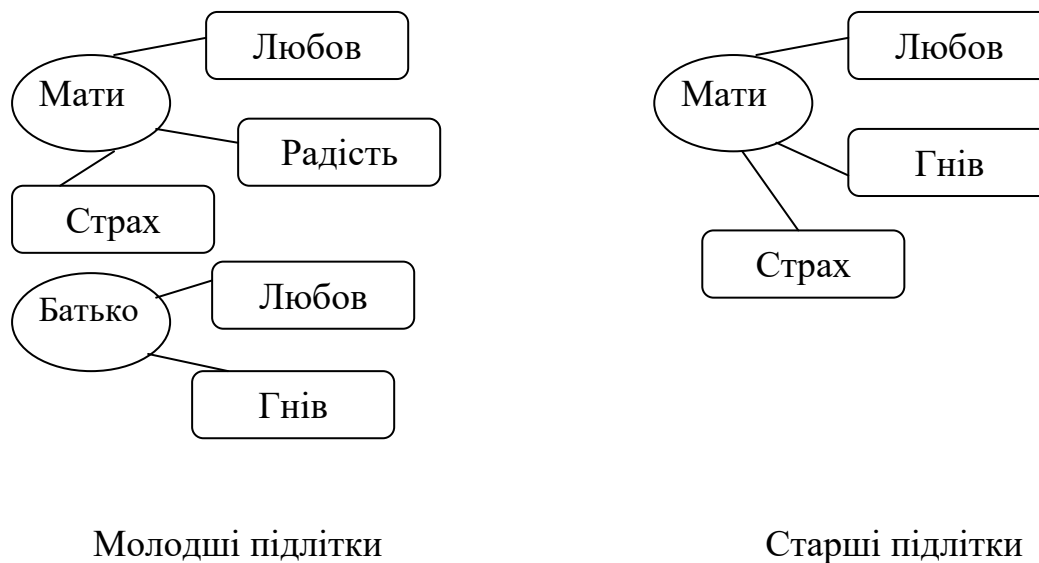 Любов
Мати
Радість
Страх
Любов
Батько
Гнів
Любов
Мати
Гнів
Страх
Молодші підлітки
Старші підлітки